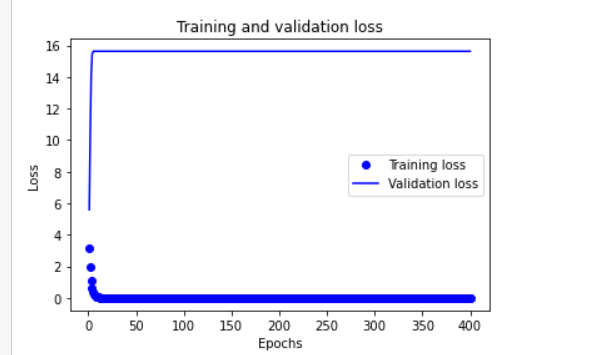 Training and validation loss
16
14
12
10
8
6
4
2
0
Loss
Training loss
Validation loss
0 50 100 150 200 250 300 350 400
Epochs